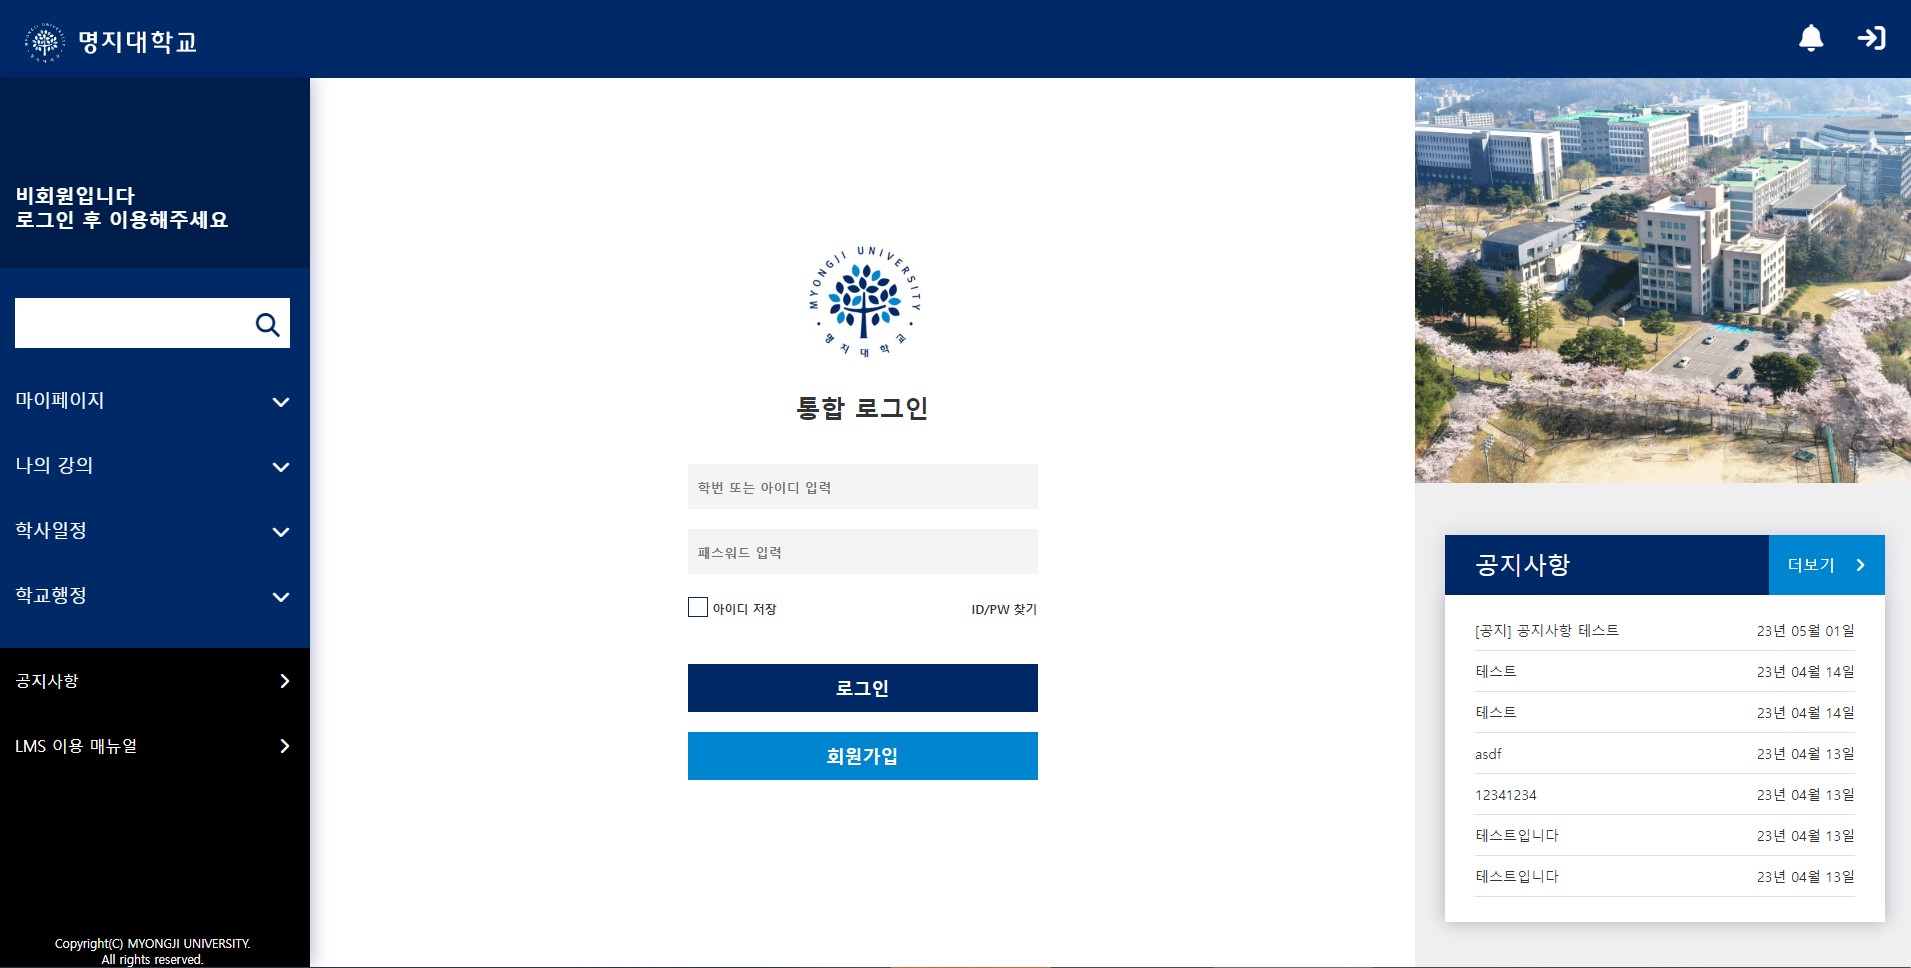 명지대학교
비회원입니다
로그인 후 이용해주세요
마이페이지
나의 강의
학사일정
학교행정
공지사항
LMS 이용 매뉴얼
Copyright(C) MYONGJI UNIVERSITY.
All rights reserved.
MYONGJI UNIVERSITY
명지대학교
통합 로그인
학번 또는 아이디 입력
패스워드 입력
아이디 저장 ID/PW 찾기
로그인
회원가입
공지사항 더보기
[공지] 공지사항 테스트 23년 05월 01일
테스트 23년 04월 14일
테스트 23년 04월 14일
asdf 23년 04월 13일
12341234 23년 04월 13일
테스트입니다 23년 04월 13일
테스트입니다 23년 04월 13일